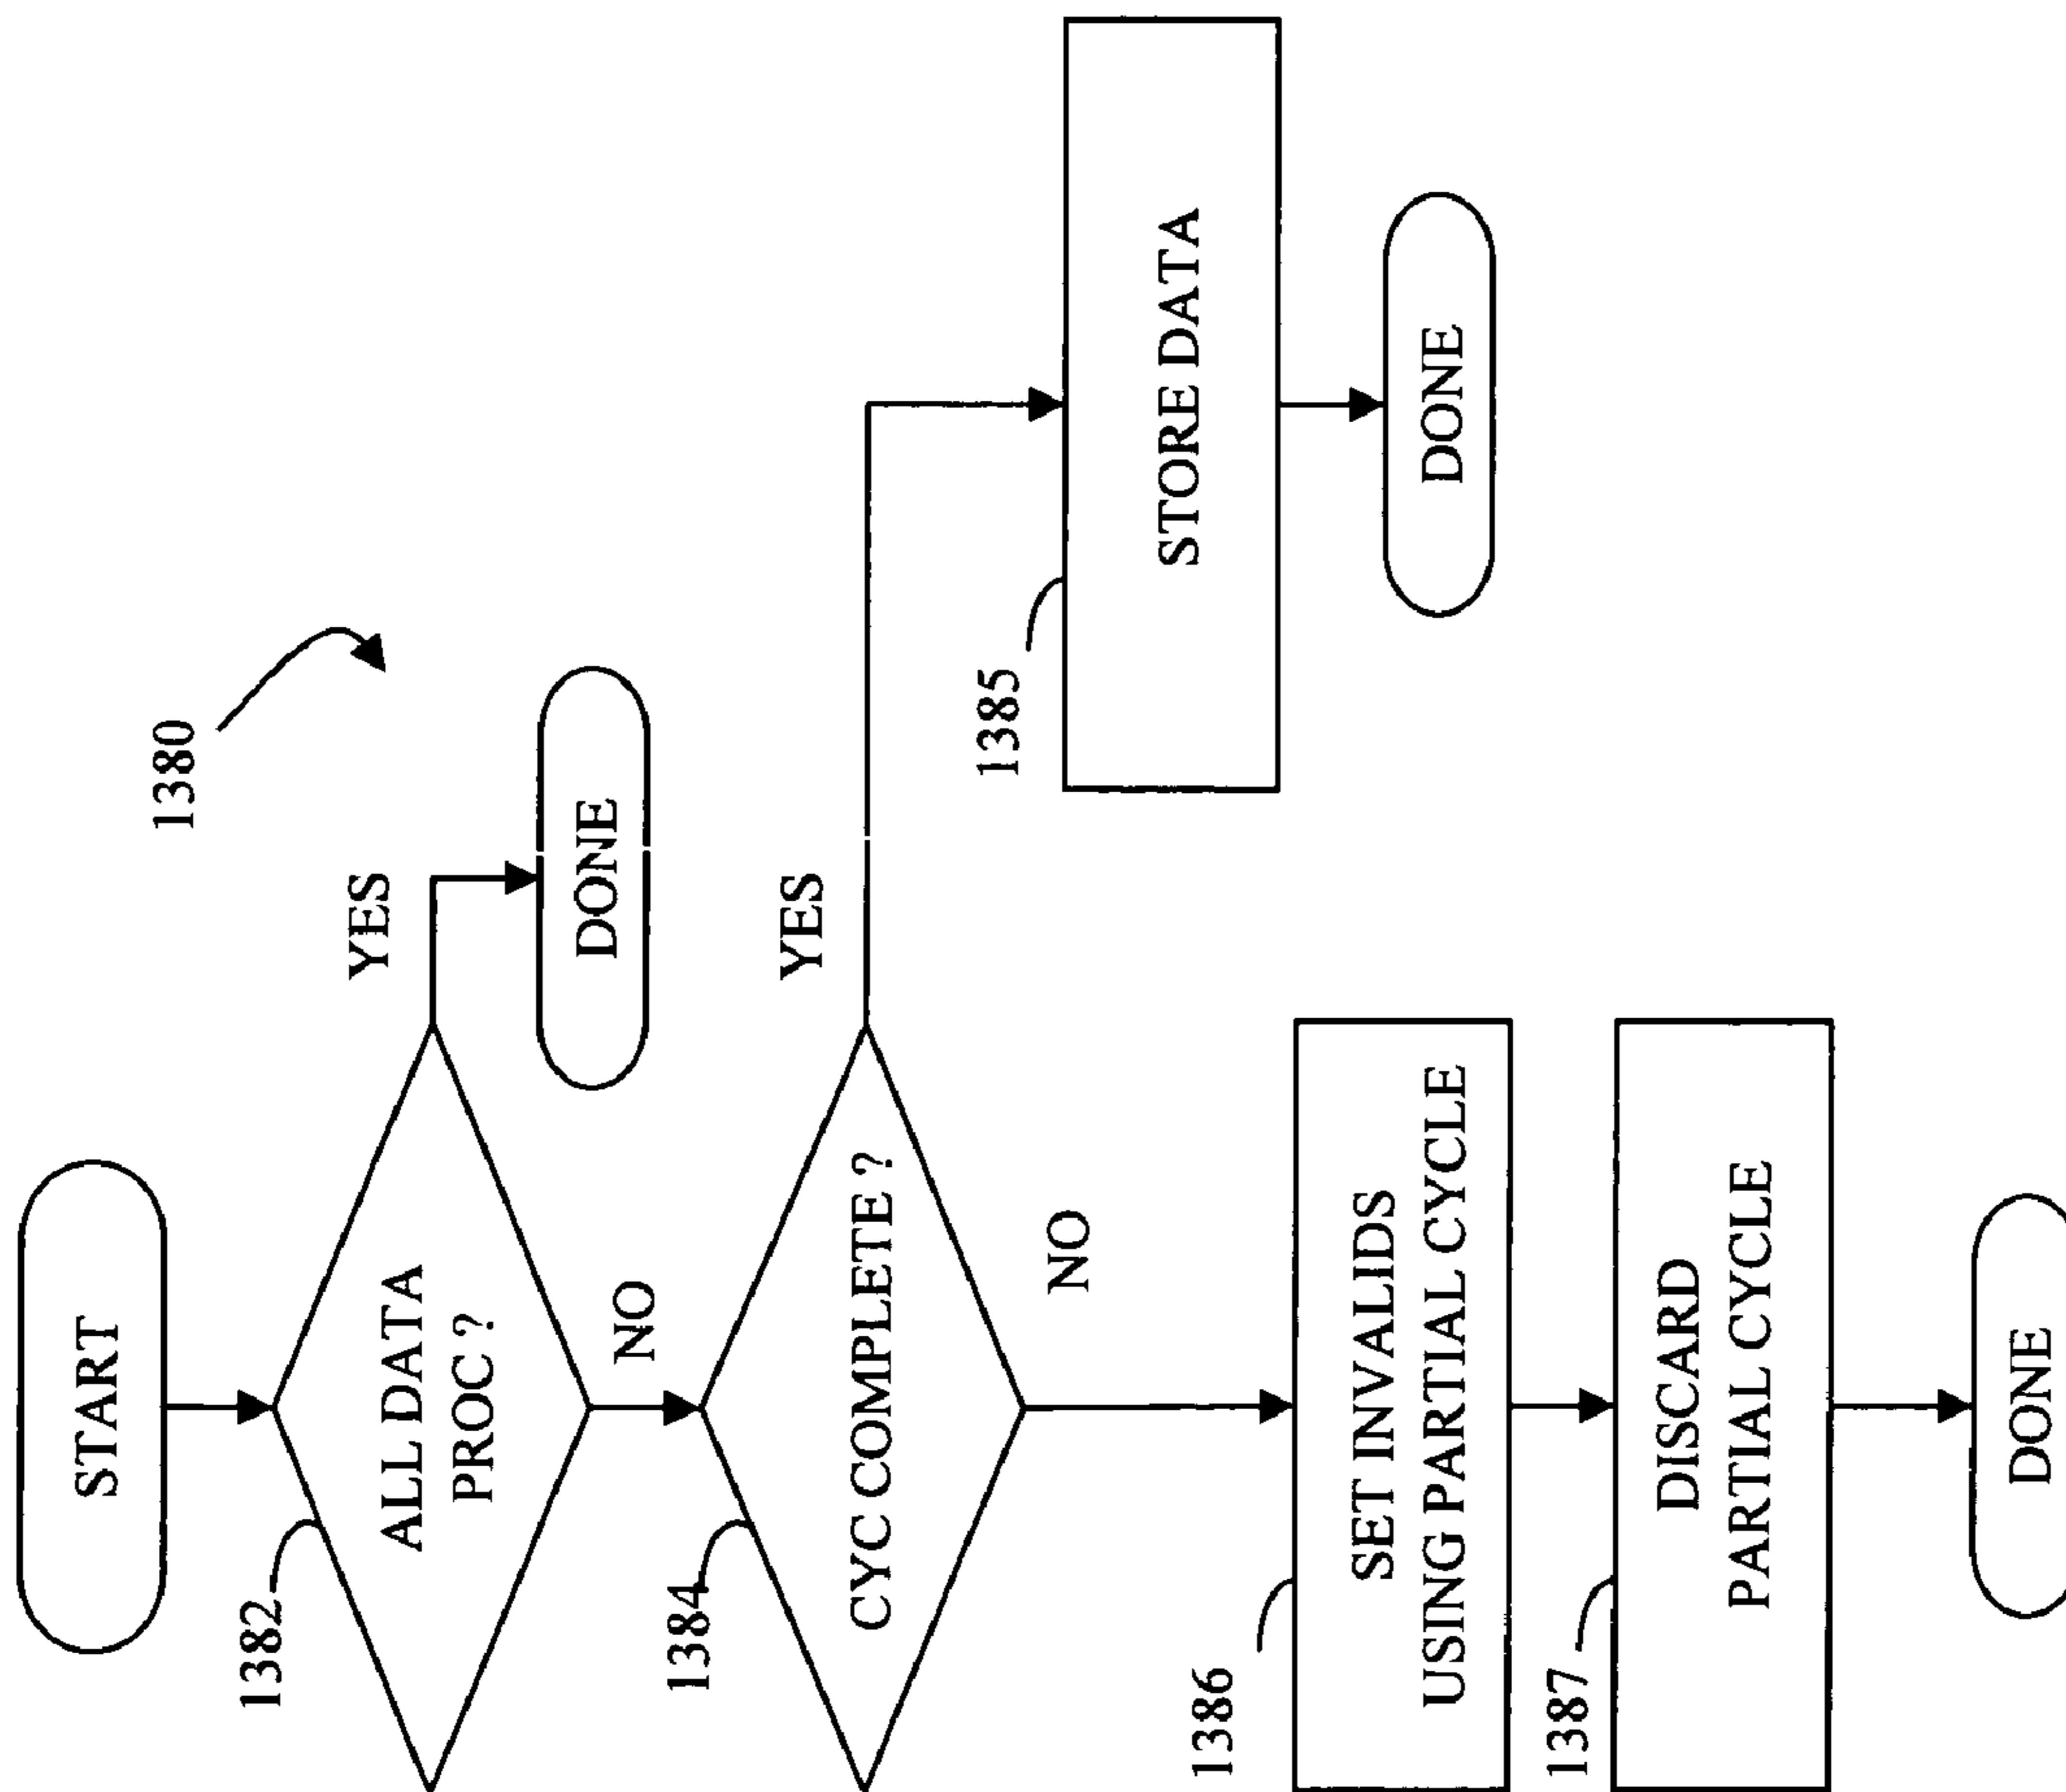 1380
START
1382
ALL DATA
PROC ?
YES
DONE
NO
1384
CYC COMPLETE ?
YES
1385
STORE DATA
DONE
NO
1386
SET INVALIDS
USING PARTIAL CYCLE
1387
DISCARD
PARTIAL CYCLE
DONE